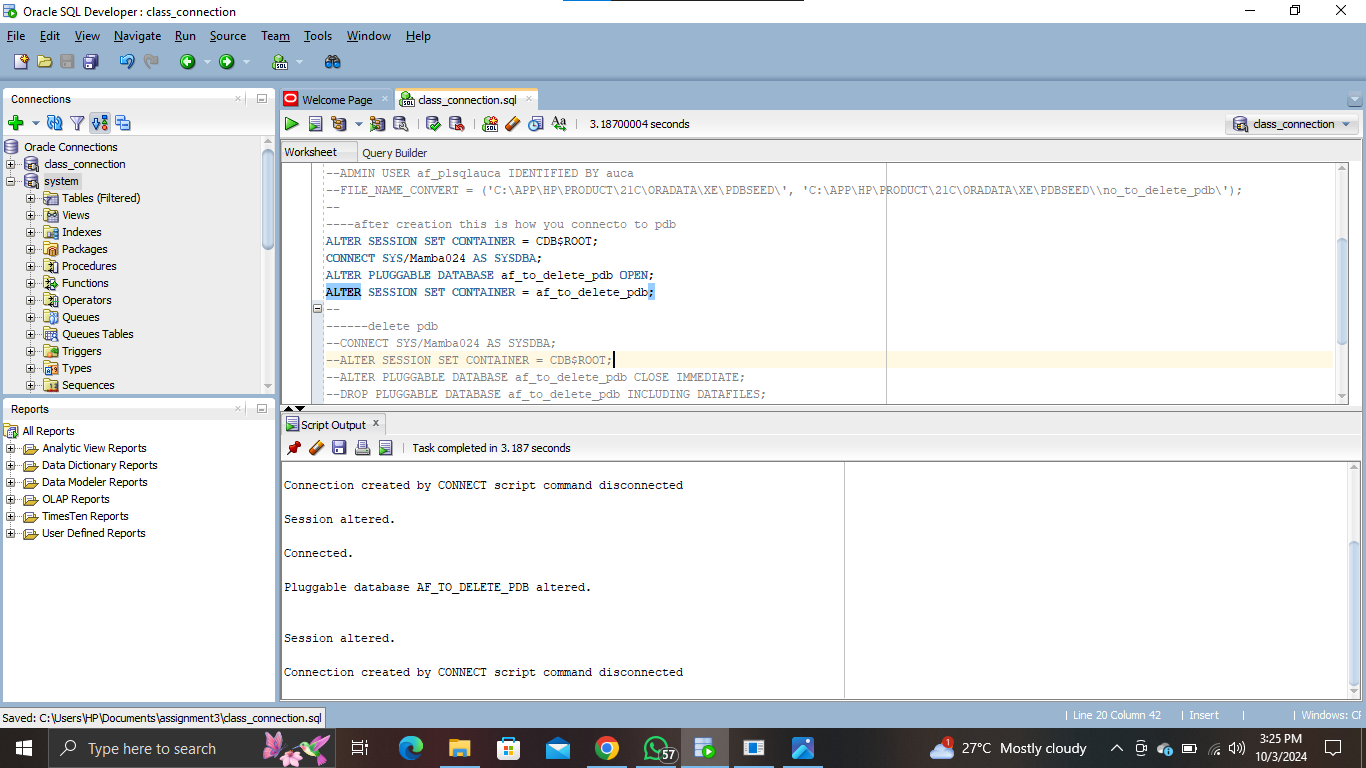 Oracle SQL Developer : class_connection
File Edit View Navigate Run Source Team Tools Window Help
Connections
Oracle Connections
class_connection
system
Tables (Filtered)
Views
Indexes
Packages
Procedures
Functions
Operators
Queues
Queues Tables
Triggers
Types
Sequences
Reports
All Reports
Analytic View Reports
Data Dictionary Reports
Data Modeler Reports
OLAP Reports
TimesTen Reports
User Defined Reports
Welcome Page
class_connection.sql
3.18700004 seconds
class_connection
Worksheet Query Builder
--ADMIN USER af_plsqlauca IDENTIFIED BY auca
--FILE_NAME_CONVERT = ('C:\APP\HP\PRODUCT\21C\ORADATA\XE\PDBSEED\', 'C:\APP\HP\PRODUCT\21C\ORADATA\XE\PDBSEED\\no_to_delete_pdb\');
--
----after creation this is how you connecto to pdb
ALTER SESSION SET CONTAINER = CDB$ROOT;
CONNECT SYS/Mamba024 AS SYSDBA;
ALTER PLUGGABLE DATABASE af_to_delete_pdb OPEN;
ALTER SESSION SET CONTAINER = af_to_delete_pdb;
--
------delete pdb
--CONNECT SYS/Mamba024 AS SYSDBA;
--ALTER SESSION SET CONTAINER = CDB$ROOT;
--ALTER PLUGGABLE DATABASE af_to_delete_pdb CLOSE IMMEDIATE;
--DROP PLUGGABLE DATABASE af_to_delete_pdb INCLUDING DATAFILES;
Script Output
Task completed in 3.187 seconds
Connection created by CONNECT script command disconnected
Session altered.
Connected.
Pluggable database AF_TO_DELETE_PDB altered.
Session altered.
Connection created by CONNECT script command disconnected
Saved: C:\Users\HP\Documents\assignment3\class_connection.sql
Line 20 Column 42 Insert Windows: CF
Type here to search
57
1
27°C Mostly cloudy
3:25 PM
10/3/2024